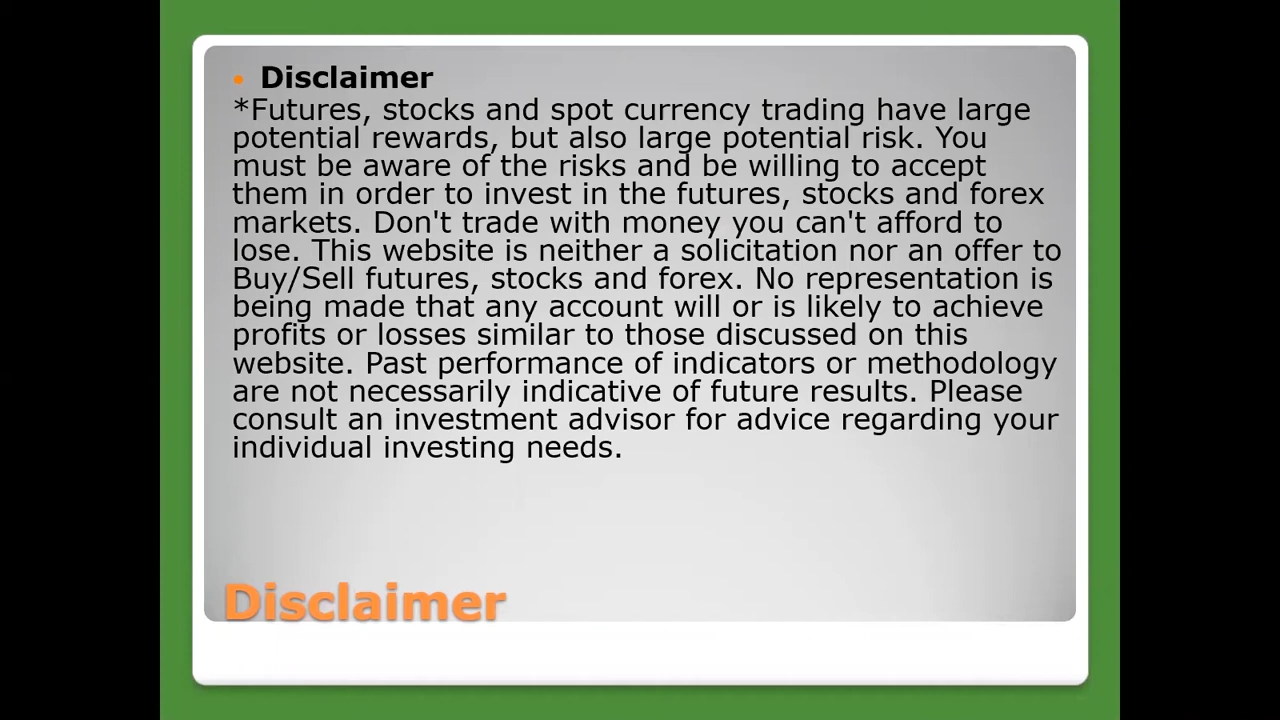 • Disclaimer
*Futures, stocks and spot currency trading have large
potential rewards, but also large potential risk. You
must be aware of the risks and be willing to accept
them in order to invest in the futures, stocks and forex
markets. Don't trade with money you can't afford to
lose. This website is neither a solicitation nor an offer to
Buy/Sell futures, stocks and forex. No representation is
being made that any account will or is likely to achieve
profits or losses similar to those discussed on this
website. Past performance of indicators or methodology
are not necessarily indicative of future results. Please
consult an investment advisor for advice regarding your
individual investing needs.
Disclaimer